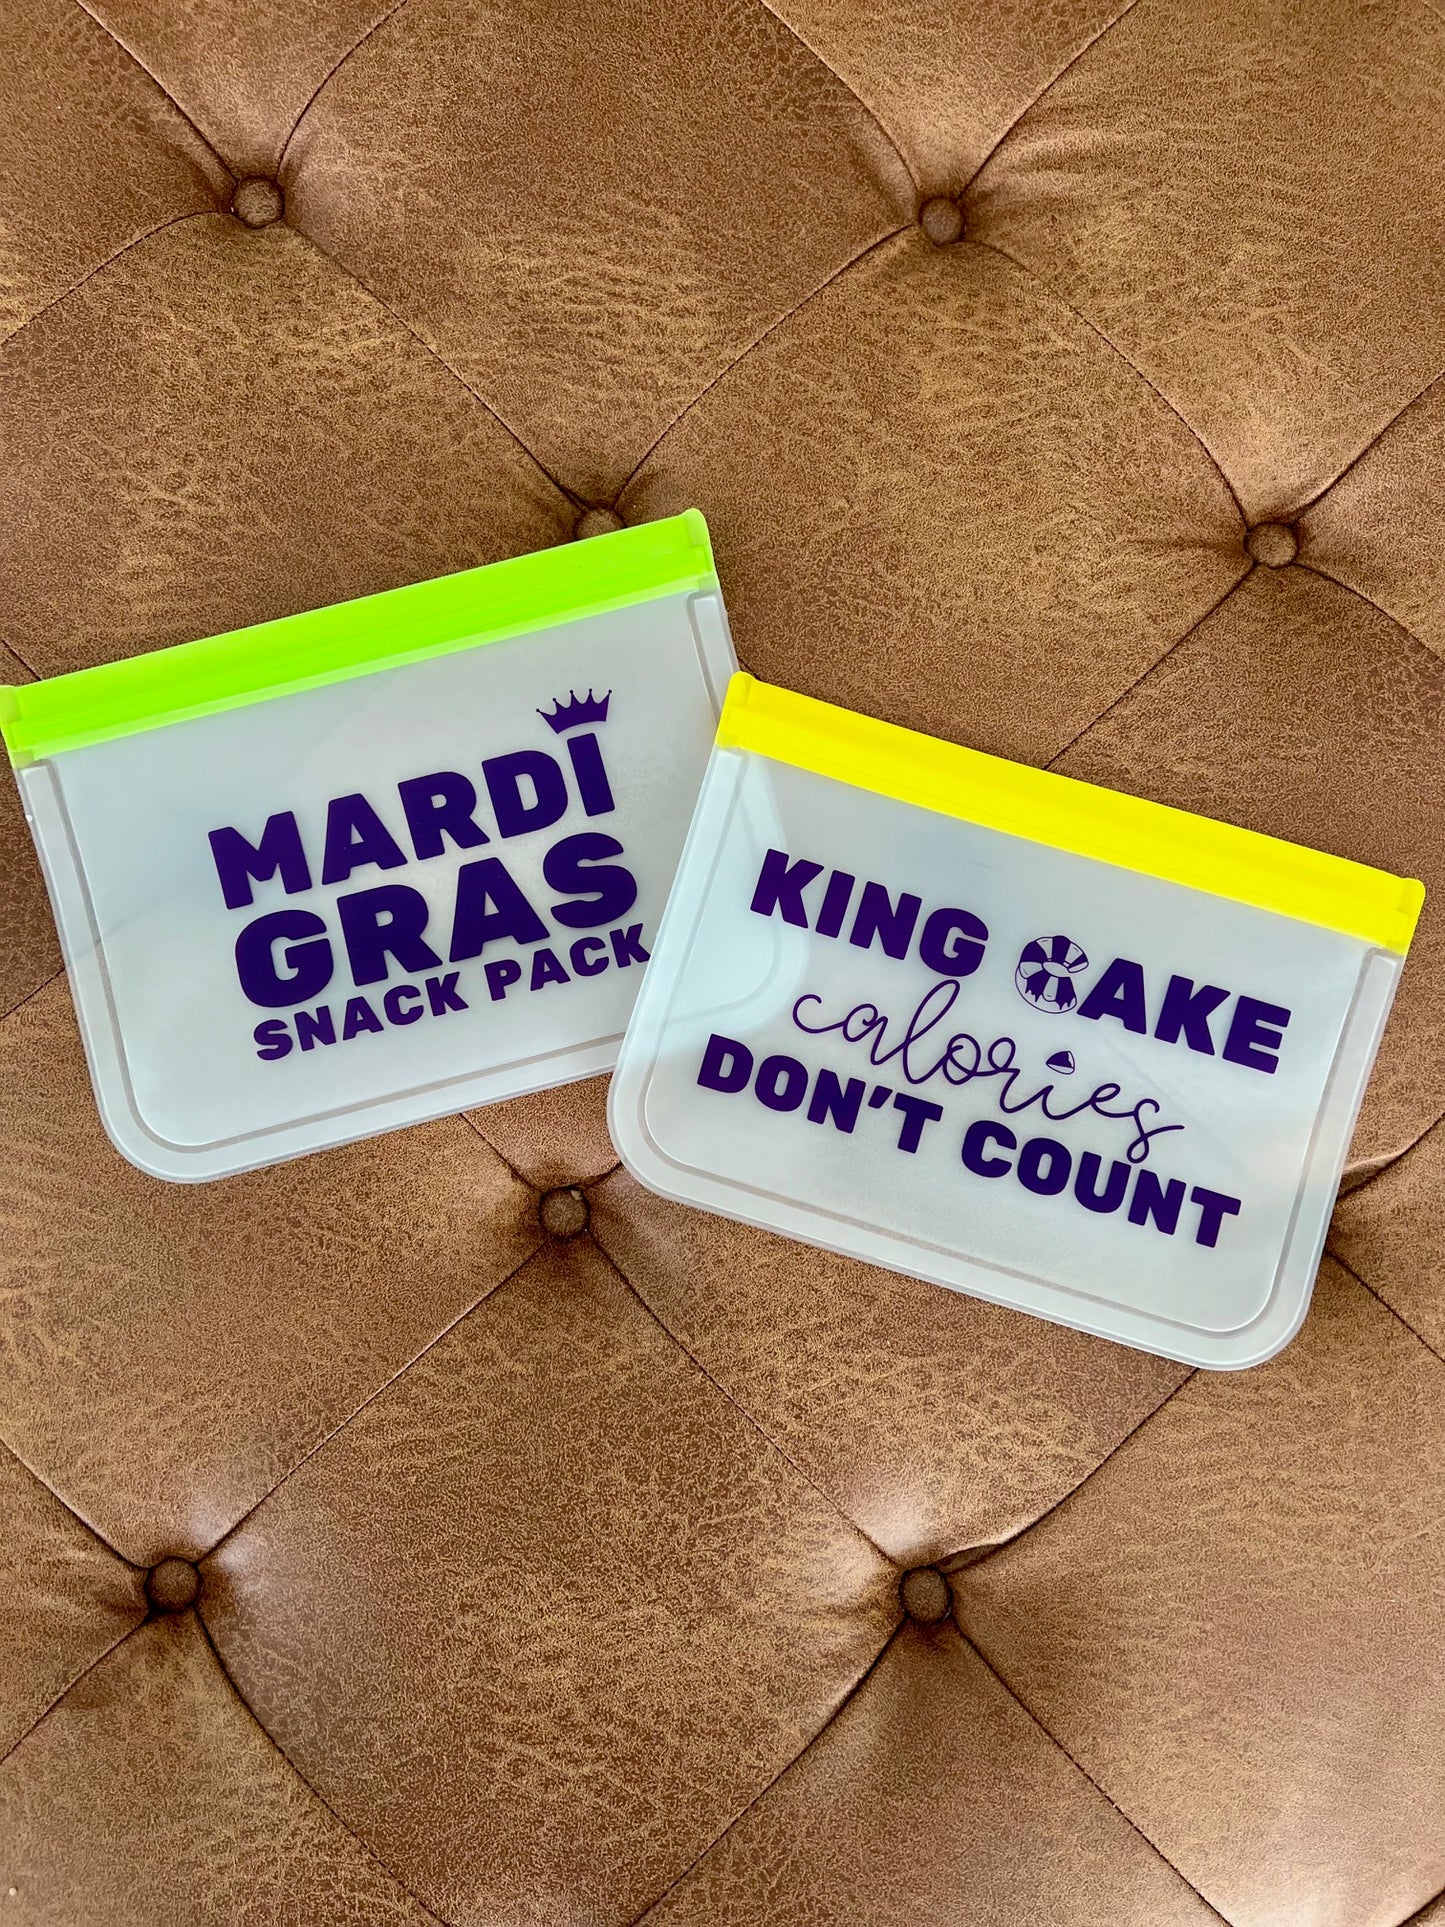 MARDI
GRAS
SNACK PACK
KING CAKE
calories
DON'T COUNT